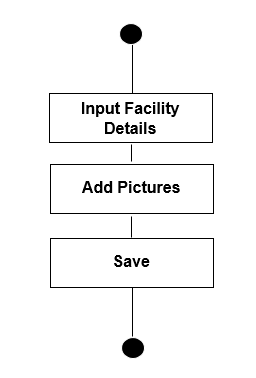 Input Facility
Details
Add Pictures
Save